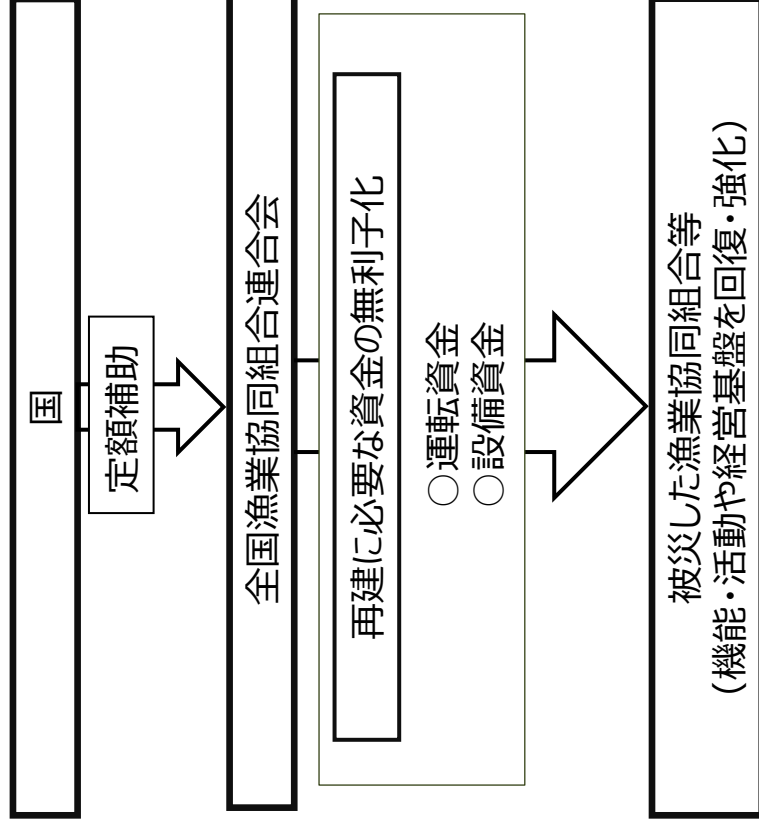 国
定額補助
全国漁業協同組合連合会
再建に必要な資金の無利子化
○運転資金
○設備資金
被災した漁業協同組合等
(機能・活動や経営基盤を回復・強化)